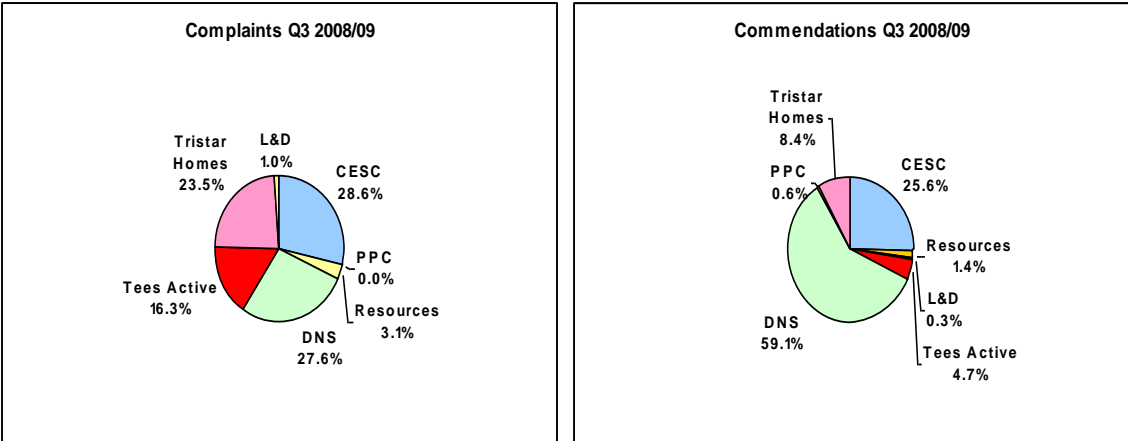 Complaints Q3 2008/09
L&D
1.0%
Tristar
Homes
23.5%
CESC
28.6%
PPC
0.0%
Tees Active
16.3%
Resources
3.1%
DNS
27.6%
Commendations Q3 2008/09
Tristar
Homes
8.4%
PPC
0.6%
CESC
25.6%
Resources
1.4%
L&D
0.3%
DNS
59.1%
Tees Active
4.7%